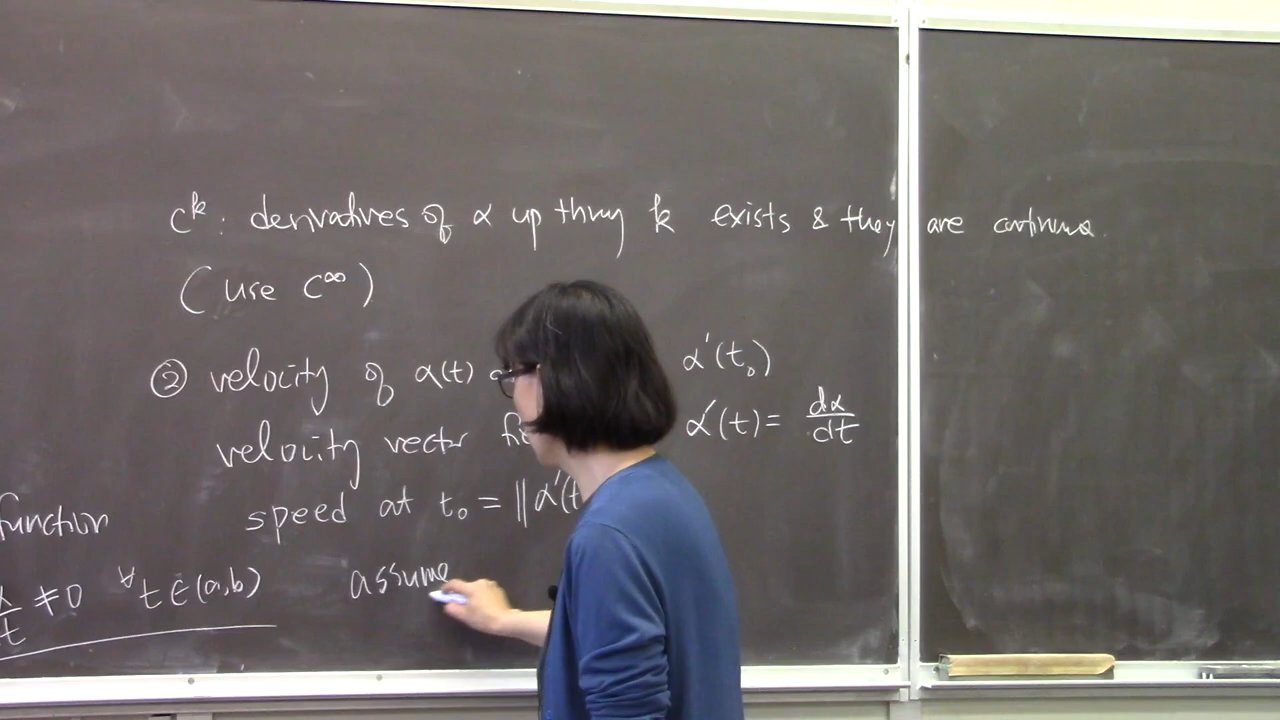 C^k: derivatives of α up thru k exists & they are continuous.
(use C^∞)
② velocity of α(t) α'(t₀)
velocity vector α'(t) = dα/dt
speed at t₀ = ||α'(t
function
≠ 0 ∀t ∈ (a,b) assume